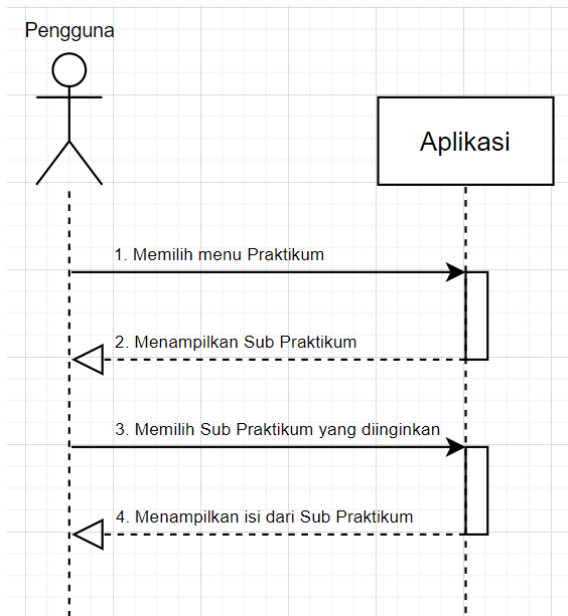 Pengguna
Aplikasi
1. Memilih menu Praktikum
2. Menampilkan Sub Praktikum
3. Memilih Sub Praktikum yang diinginkan
4. Menampilkan isi dari Sub Praktikum